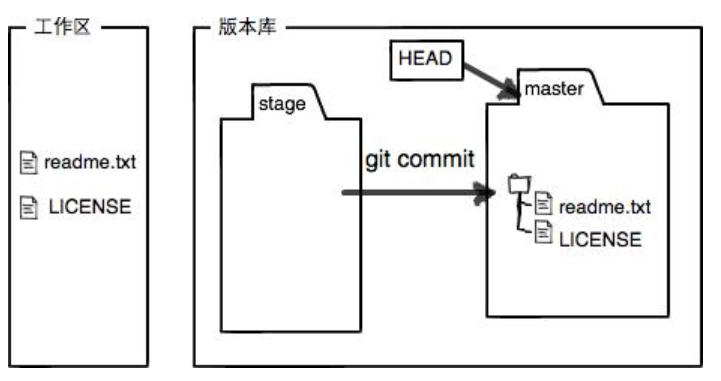 工作区
readme.txt
LICENSE
版本库
HEAD
stage
master
git commit
readme.txt
LICENSE